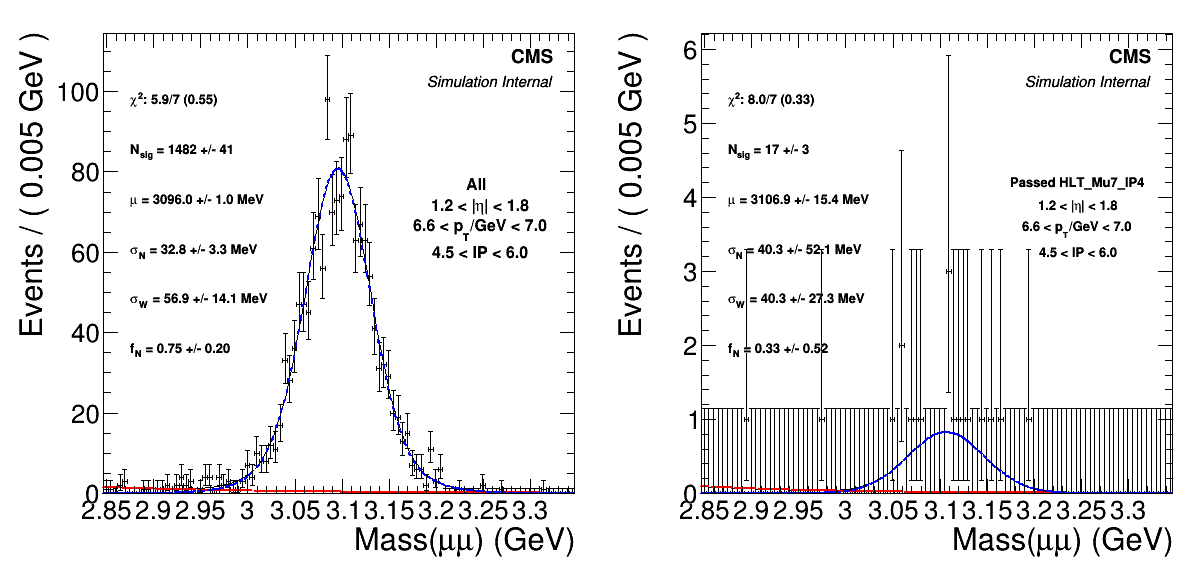 CMS
Simulation Internal
χ²: 5.9/7 (0.55)
N_sig = 1482 +/- 41
μ = 3096.0 +/- 1.0 MeV
σ_N = 32.8 +/- 3.3 MeV
σ_W = 56.9 +/- 14.1 MeV
f_N = 0.75 +/- 0.20
All
1.2 < |η| < 1.8
6.6 < p_T/GeV < 7.0
4.5 < IP < 6.0
Events / ( 0.005 GeV )
100
80
60
40
20
0
2.85 2.9 2.95 3 3.05 3.1 3.15 3.2 3.25 3.3
Mass(μμ) (GeV)
CMS
Simulation Internal
χ²: 8.0/7 (0.33)
N_sig = 17 +/- 3
μ = 3106.9 +/- 15.4 MeV
σ_N = 40.3 +/- 52.1 MeV
σ_W = 40.3 +/- 27.3 MeV
f_N = 0.33 +/- 0.52
Passed HLT_Mu7_IP4
1.2 < |η| < 1.8
6.6 < p_T/GeV < 7.0
4.5 < IP < 6.0
Events / ( 0.005 GeV )
6
5
4
3
2
1
0
2.85 2.9 2.95 3 3.05 3.1 3.15 3.2 3.25 3.3
Mass(μμ) (GeV)